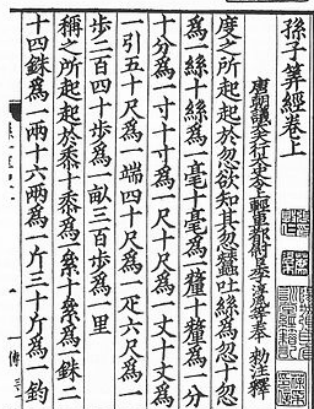 孫子筭經卷上
唐朝議大夫行太史令上輕車都尉臣李淳風等奉 勑注釋
度之所起起於忽欲知其忽蠶吐絲為忽十忽
為一絲十絲為一毫十毫為一釐十釐為一分
十分為一寸十寸為一尺十尺為一丈十丈為
一引五十尺為一端四十尺為一疋六尺為一
步二百四十步為一畝三百步為一里
稱之所起起於黍十黍為一絫十絫為一銖二
十四銖為一兩十六兩為一斤三十斤為一鈞